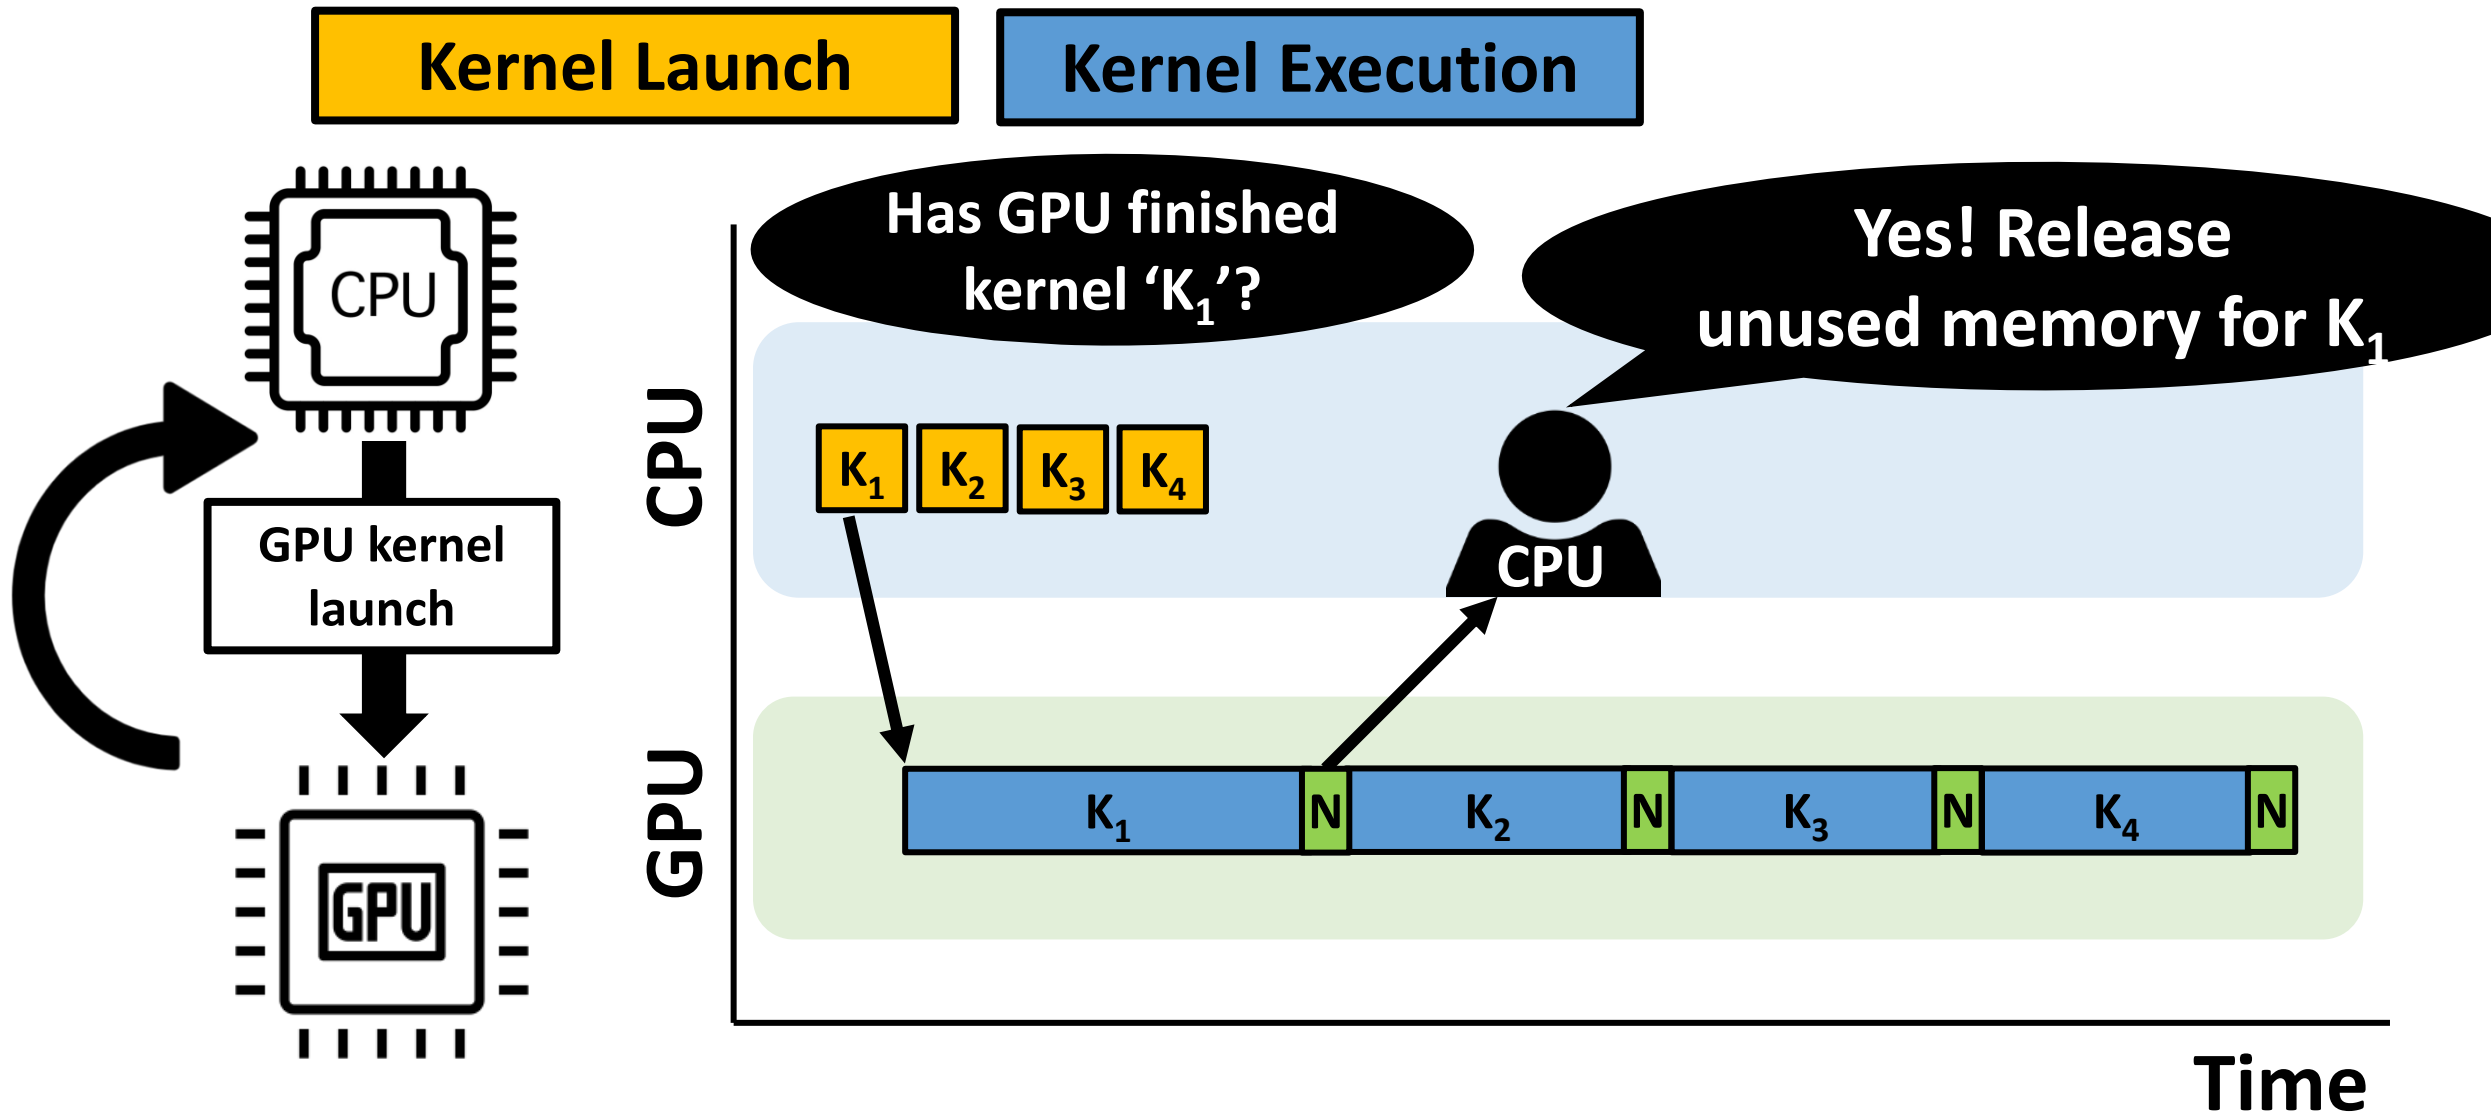 Kernel Launch
Kernel Execution
Has GPU finished
kernel ‘K₁’?
Yes! Release
unused memory for K₁
CPU
GPU kernel
launch
GPU
CPU
K₁ K₂ K₃ K₄
CPU
GPU
K₁ N K₂ N K₃ N K₄ N
Time